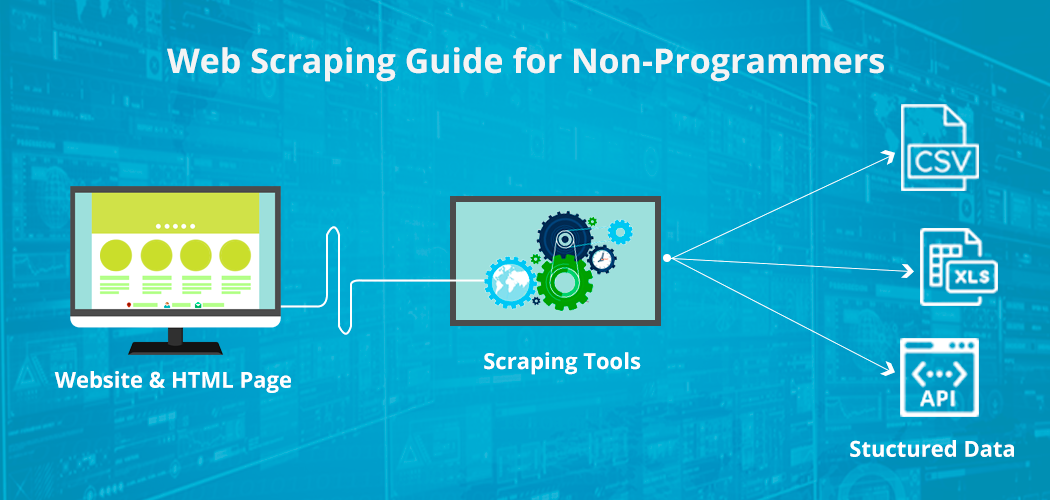 Web Scraping Guide for Non-Programmers
CSV
XLS
API
Website & HTML Page
Scraping Tools
Stuctured Data